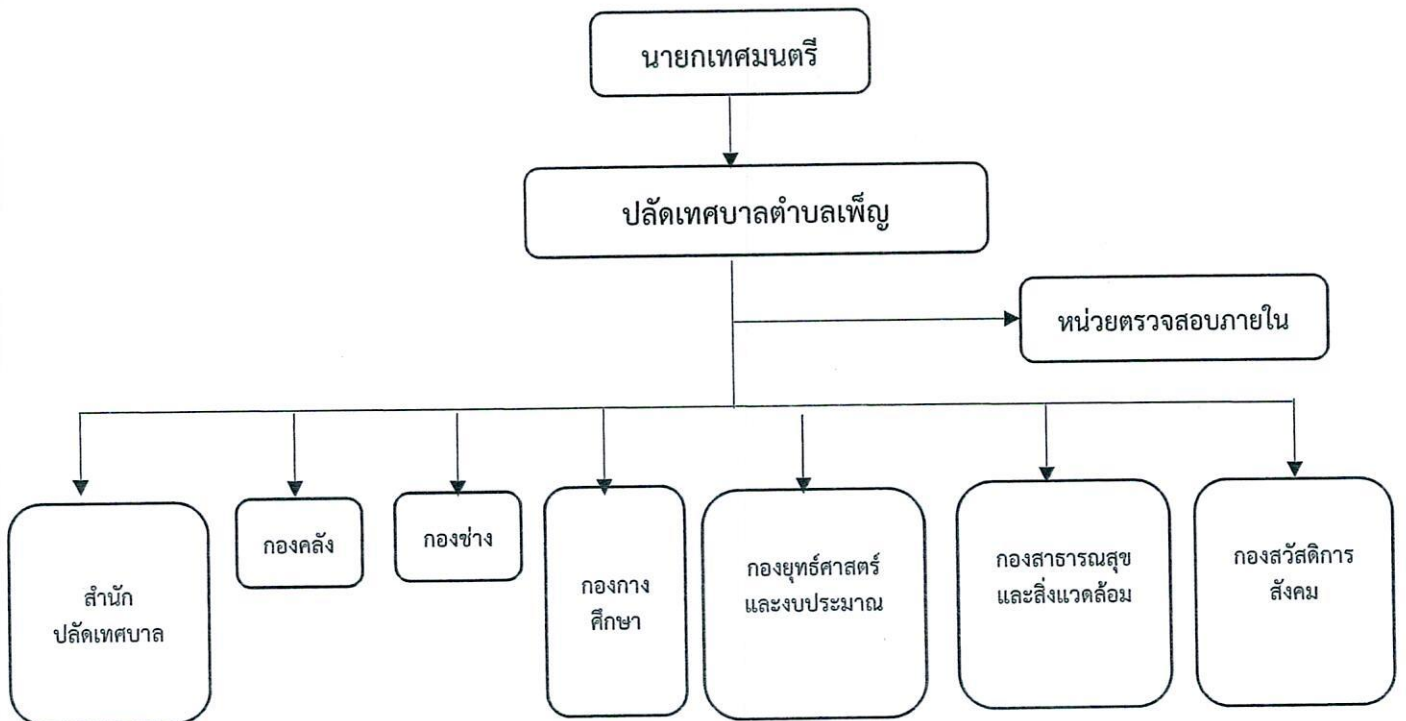 นายกเทศมนตรี
ปลัดเทศบาลตำบลเพ็ญ
หน่วยตรวจสอบภายใน
สำนัก
ปลัดเทศบาล
กองคลัง
กองช่าง
กองกาง
ศึกษา
กองยุทธ์ศาสตร์
และงบประมาณ
กองสาธารณสุข
และสิ่งแวดล้อม
กองสวัสดิการ
สังคม